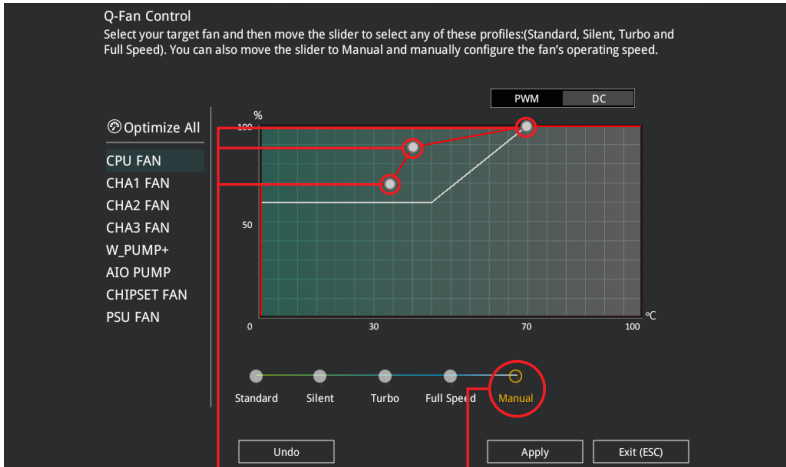 Q-Fan Control
Select your target fan and then move the slider to select any of these profiles:(Standard, Silent, Turbo and
Full Speed). You can also move the slider to Manual and manually configure the fan's operating speed.
PWM DC
%
Optimize All
100
CPU FAN
CHA1 FAN
CHA2 FAN
CHA3 FAN
50
W_PUMP+
AIO PUMP
CHIPSET FAN
PSU FAN
ºC
0 30 70 100
Standard Silent Turbo Full Speed Manual
Undo Apply Exit (ESC)